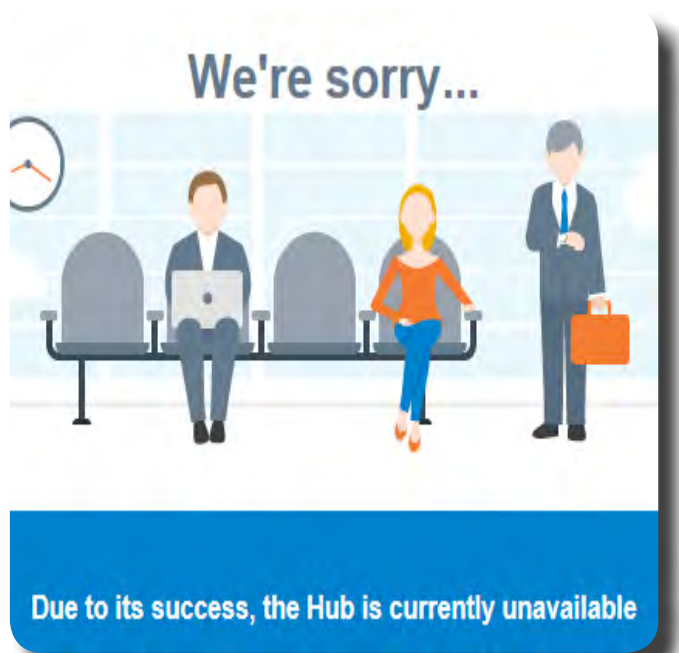 We're sorry...
Due to its success, the Hub is currently unavailable